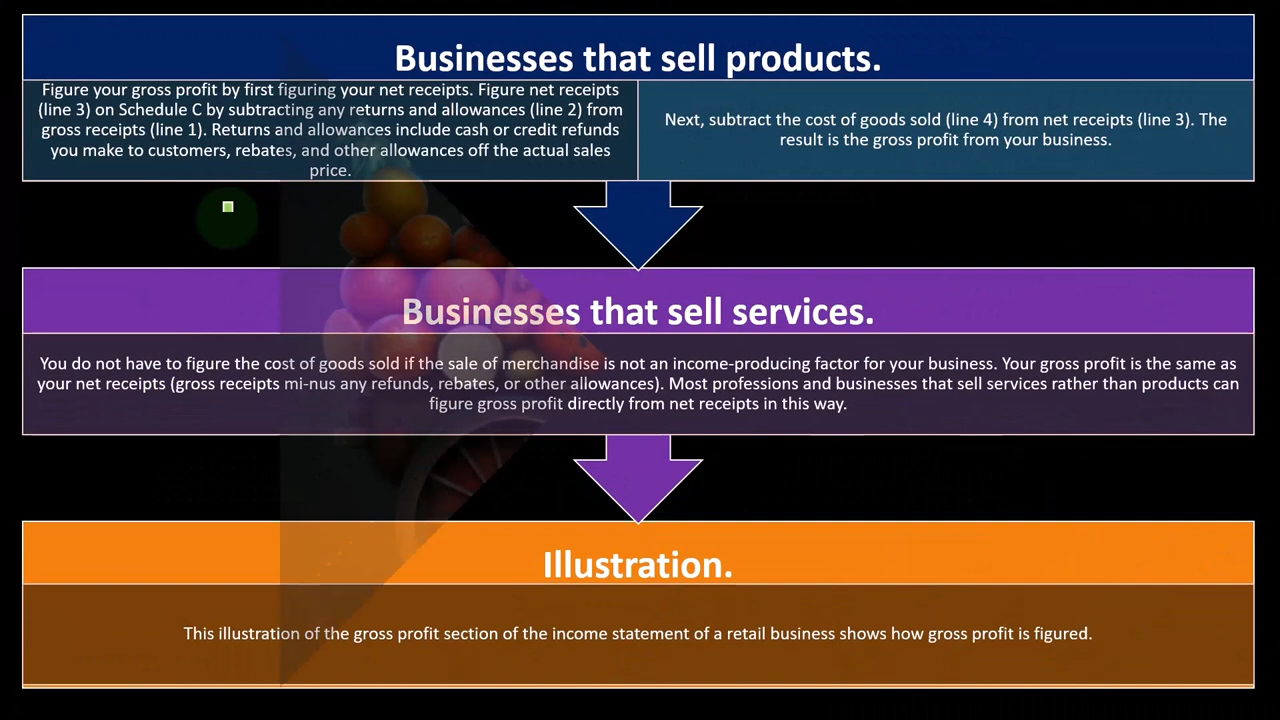 Businesses that sell products.
Figure your gross profit by first figuring your net receipts. Figure net receipts
(line 3) on Schedule C by subtracting any returns and allowances (line 2) from
gross receipts (line 1). Returns and allowances include cash or credit refunds
you make to customers, rebates, and other allowances off the actual sales
price.
Next, subtract the cost of goods sold (line 4) from net receipts (line 3). The
result is the gross profit from your business.
Businesses that sell services.
You do not have to figure the cost of goods sold if the sale of merchandise is not an income-producing factor for your business. Your gross profit is the same as
your net receipts (gross receipts mi-nus any refunds, rebates, or other allowances). Most professions and businesses that sell services rather than products can
figure gross profit directly from net receipts in this way.
Illustration.
This illustration of the gross profit section of the income statement of a retail business shows how gross profit is figured.